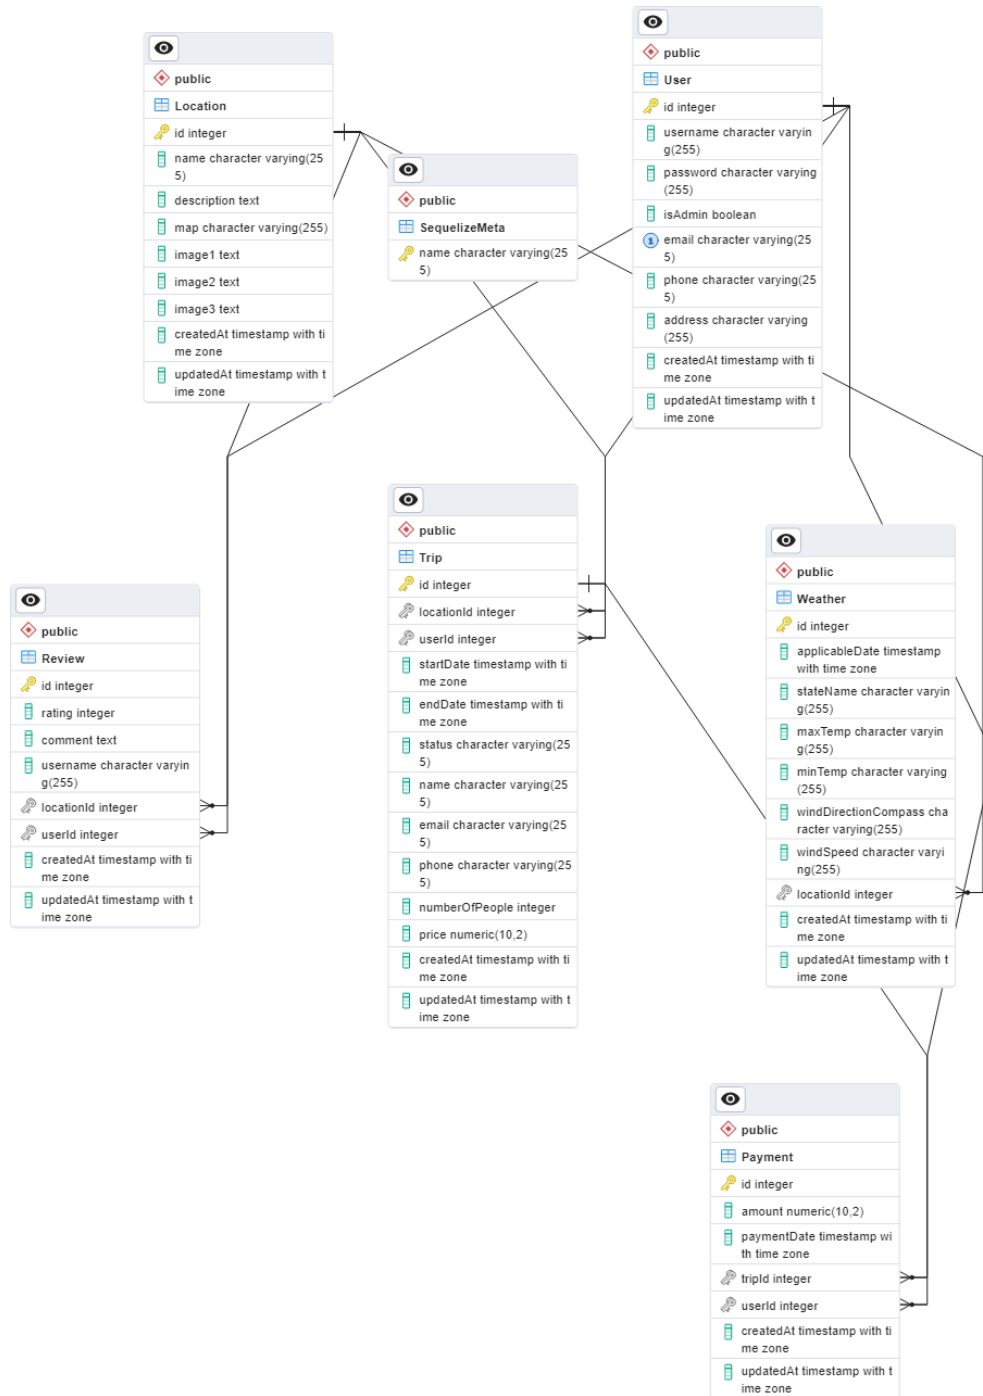 public
Location
id integer
name character varying(25
5)
description text
map character varying(255)
image1 text
image2 text
image3 text
createdAt timestamp with ti
me zone
updatedAt timestamp with t
ime zone
public
SequelizeMeta
name character varying(25
5)
public
User
id integer
username character varyin
g(255)
password character varying
(255)
isAdmin boolean
1
email character varying(25
5)
phone character varying(25
5)
address character varying
(255)
createdAt timestamp with ti
me zone
updatedAt timestamp with t
ime zone
public
Trip
id integer
locationId integer
userId integer
startDate timestamp with ti
me zone
endDate timestamp with ti
me zone
status character varying(25
5)
name character varying(25
5)
email character varying(25
5)
phone character varying(25
5)
numberOfPeople integer
price numeric(10,2)
createdAt timestamp with ti
me zone
updatedAt timestamp with t
ime zone
public
Weather
id integer
applicableDate timestamp
with time zone
stateName character varyin
g(255)
maxTemp character varyin
g(255)
minTemp character varying
(255)
windDirectionCompass cha
racter varying(255)
windSpeed character varyi
ng(255)
locationId integer
createdAt timestamp with ti
me zone
updatedAt timestamp with t
ime zone
public
Review
id integer
rating integer
comment text
username character varyin
g(255)
locationId integer
userId integer
createdAt timestamp with ti
me zone
updatedAt timestamp with t
ime zone
public
Payment
id integer
amount numeric(10,2)
paymentDate timestamp wi
th time zone
tripId integer
userId integer
createdAt timestamp with ti
me zone
updatedAt timestamp with t
ime zone